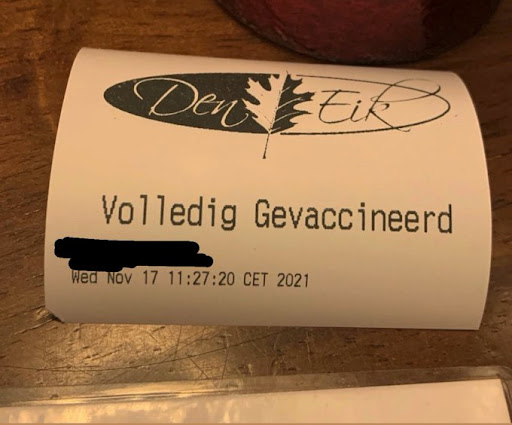 Den Eik
Volledig Gevaccineerd
Wed Nov 17 11:27:20 CET 2021